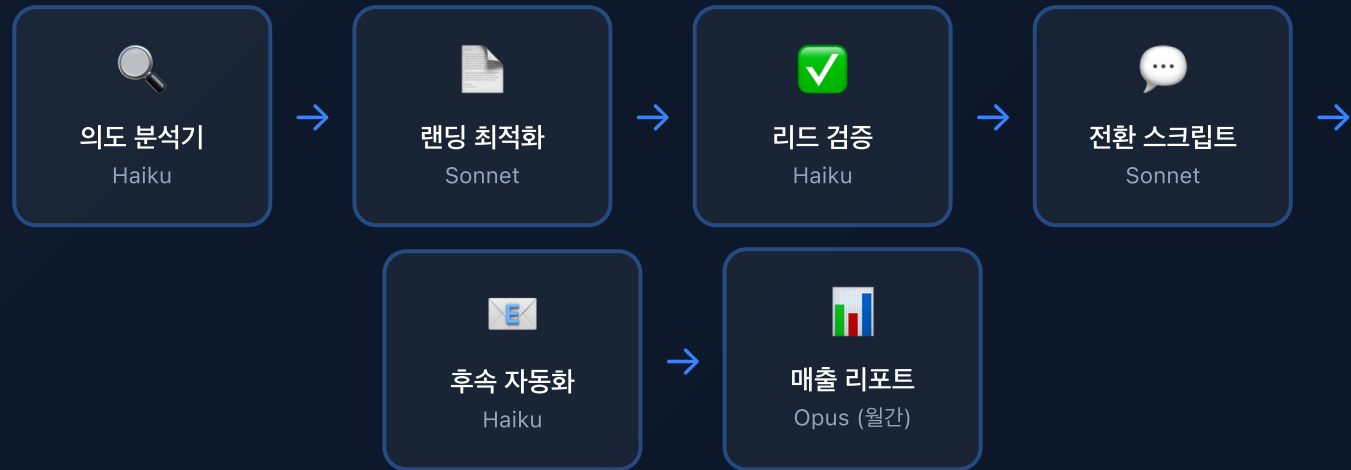 의도 분석기
Haiku
랜딩 최적화
Sonnet
리드 검증
Haiku
전환 스크립트
Sonnet
후속 자동화
Haiku
매출 리포트
Opus (월간)